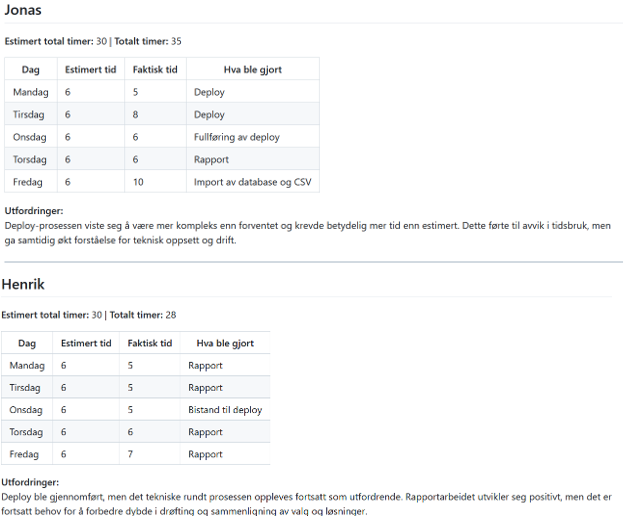 Jonas
Estimert total timer: 30 | Totalt timer: 35
Dag Estimert tid Faktisk tid Hva ble gjort
Mandag 6 5 Deploy
Tirsdag 6 8 Deploy
Onsdag 6 6 Fullføring av deploy
Torsdag 6 6 Rapport
Fredag 6 10 Import av database og CSV
Utfordringer:
Deploy-prosessen viste seg å være mer kompleks enn forventet og krevde betydelig mer tid enn estimert. Dette førte til avvik i tidsbruk, men
ga samtidig økt forståelse for teknisk oppsett og drift.
Henrik
Estimert total timer: 30 | Totalt timer: 28
Dag Estimert tid Faktisk tid Hva ble gjort
Mandag 6 5 Rapport
Tirsdag 6 5 Rapport
Onsdag 6 5 Bistand til deploy
Torsdag 6 6 Rapport
Fredag 6 7 Rapport
Utfordringer:
Deploy ble gjennomført, men det tekniske rundt prosessen oppleves fortsatt som utfordrende. Rapportarbeidet utvikler seg positivt, men det er
fortsatt behov for å forbedre dybde i drøfting og sammenligning av valg og løsninger.